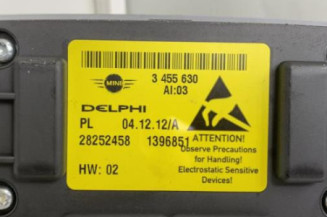 MINI
3 455 630
AI:03
DELPHI
PL 04.12.12/A
28252458 1396851
HW: 02
ATTENTION!
Observe Precautions
for Handling!
Electrostatic Sensitive
Devices!